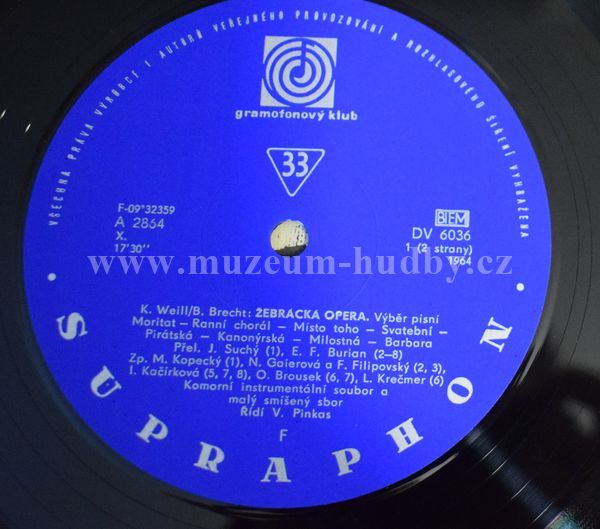 VŠECHNA PRÁVA VÝROBCE I AUTORŮ VEŘEJNÉHO PROVOZOVÁNÍ A ROZHLASOVÉHO ŠÍŘENÍ VYHRAŽENA
gramofonový klub
33
F-09*32359
A 2864
X.
17'30''
BIEM
DV 6036
1 (2 strany)
1964
www.muzeum-hudby.cz
K. Weill/B. Brecht: ŽEBRÁCKÁ OPERA. Výběr písní
Moritat – Ranní chorál – Místo toho – Svatební –
Pirátská – Kanonýrská – Milostná – Barbara
Přel. J. Suchý (1), E. F. Burian (2–8)
Zp. M. Kopecký (1), N. Gaierová a F. Filipovský (2, 3),
I. Kačírková (5, 7, 8), O. Brousek (6, 7), L. Krečmer (6)
Komorní instrumentální soubor a
malý smíšený sbor
Řídí V. Pinkas
F
SUPRAPHON